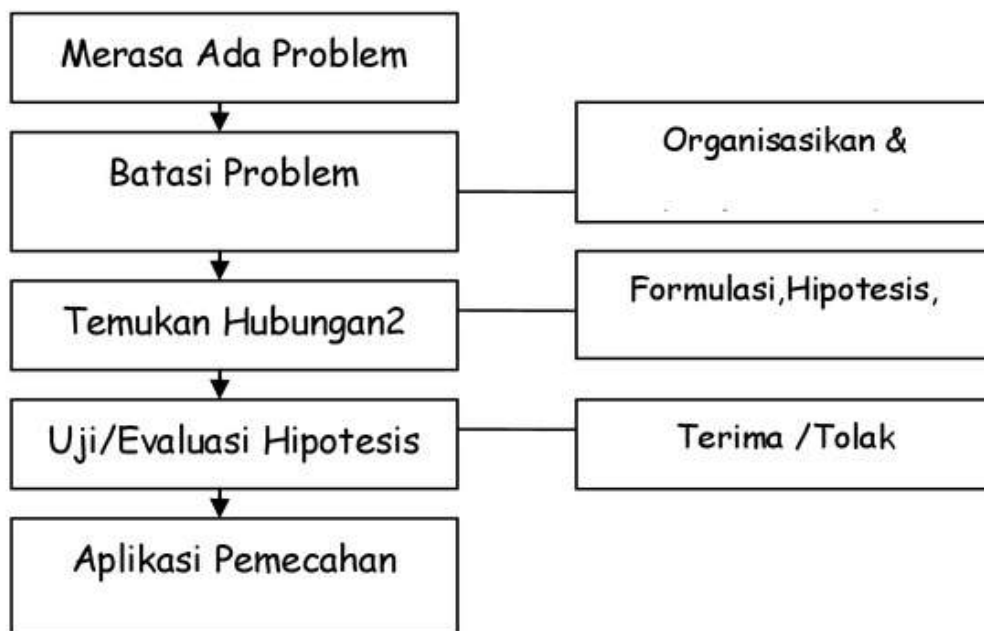 Merasa Ada Problem
Batasi Problem
Organisasikan &
Temukan Hubungan2
Formulasi,Hipotesis,
Uji/Evaluasi Hipotesis
Terima /Tolak
Aplikasi Pemecahan